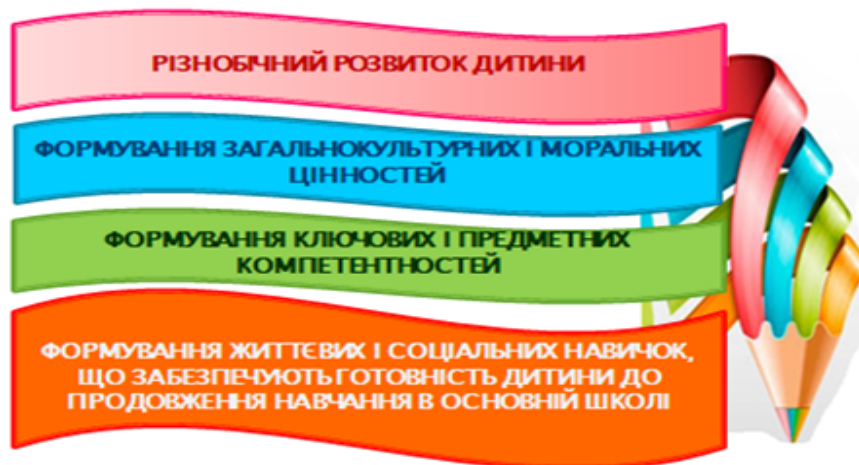 РІЗНОБІЧНИЙ РОЗВИТОК ДИТИНИ
ФОРМУВАННЯ ЗАГАЛЬНОКУЛЬТУРНИХ І МОРАЛЬНИХ
ЦІННОСТЕЙ
ФОРМУВАННЯ КЛЮЧОВИХ І ПРЕДМЕТНИХ
КОМПЕТЕНТНОСТЕЙ
ФОРМУВАННЯ ЖИТТЄВИХ І СОЦІАЛЬНИХ НАВИЧОК,
ЩО ЗАБЕЗПЕЧУЮТЬ ГОТОВНІСТЬ ДИТИНИ ДО
ПРОДОВЖЕННЯ НАВЧАННЯ В ОСНОВНІЙ ШКОЛІ